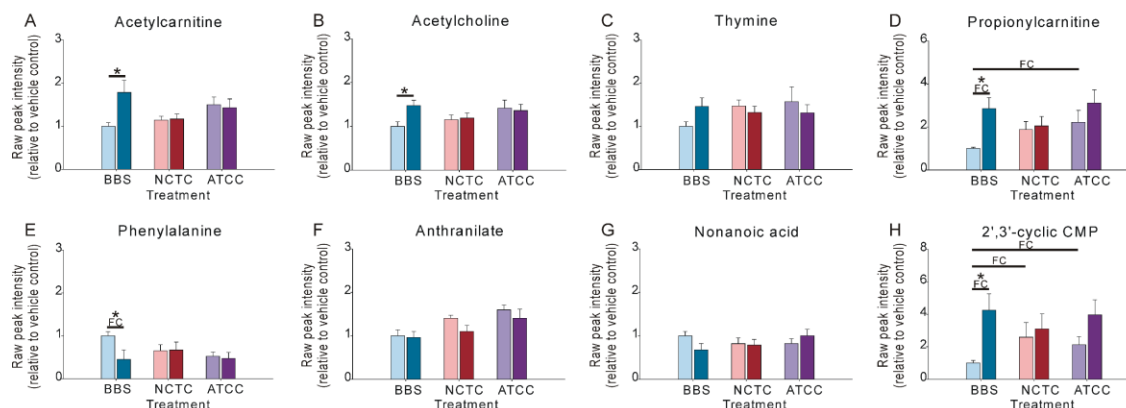 A
Acetylcarnitine
Raw peak intensity
(relative to vehicle control)
3
2
1
0
*
BBS NCTC ATCC
Treatment
B
Acetylcholine
Raw peak intensity
(relative to vehicle control)
3
2
1
0
*
BBS NCTC ATCC
Treatment
C
Thymine
Raw peak intensity
(relative to vehicle control)
3
2
1
0
BBS NCTC ATCC
Treatment
D
Propionylcarnitine
Raw peak intensity
(relative to vehicle control)
6
4
2
0
FC
*
FC
BBS NCTC ATCC
Treatment
E
Phenylalanine
Raw peak intensity
(relative to vehicle control)
3
2
1
0
*
FC
BBS NCTC ATCC
Treatment
F
Anthranilate
Raw peak intensity
(relative to vehicle control)
3
2
1
0
BBS NCTC ATCC
Treatment
G
Nonanoic acid
Raw peak intensity
(relative to vehicle control)
3
2
1
0
BBS NCTC ATCC
Treatment
H
2',3'-cyclic CMP
Raw peak intensity
(relative to vehicle control)
8
6
4
2
0
FC
FC
*
FC
BBS NCTC ATCC
Treatment